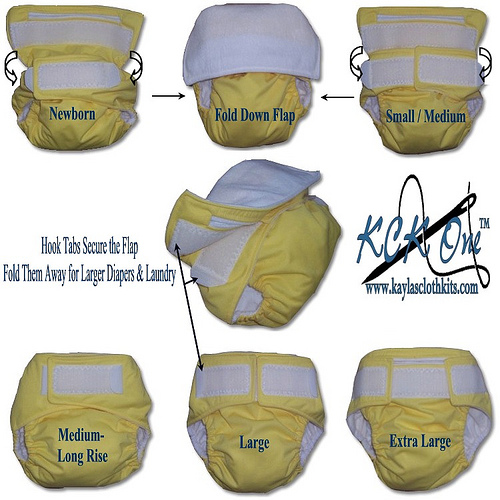 Newborn
Fold Down Flap
Small / Medium
Hook Tabs Secure the Flap
Fold Them Away for Larger Diapers & Laundry
KCK One™
www.kaylasclothkits.com
Medium-
Long Rise
Large
Extra Large